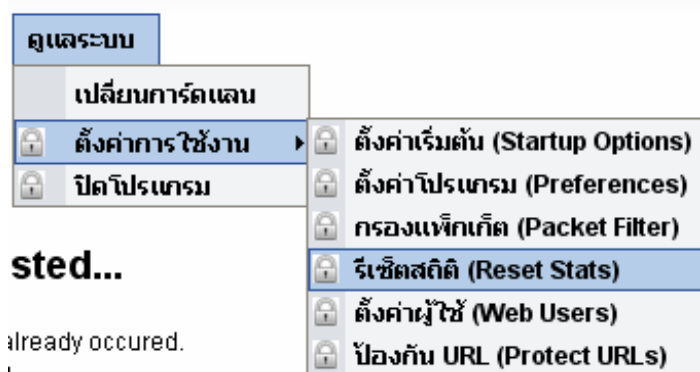 ดูแลระบบ
เปลี่ยนการ์ดแลน
ตั้งค่าการใช้งาน
ปิดโปรแกรม
ตั้งค่าเริ่มต้น (Startup Options)
ตั้งค่าโปรแกรม (Preferences)
กรองแพ็กเก็ต (Packet Filter)
รีเซ็ตสถิติ (Reset Stats)
ตั้งค่าผู้ใช้ (Web Users)
ป้องกัน URL (Protect URLs)
sted...
already occured.